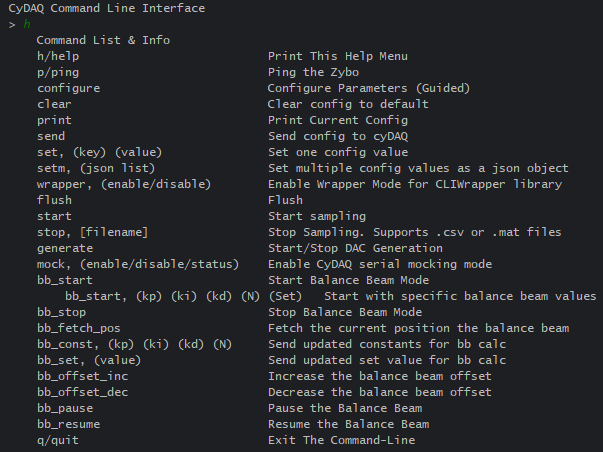 CyDAQ Command Line Interface
> h
Command List & Info
h/help Print This Help Menu
p/ping Ping the Zybo
configure Configure Parameters (Guided)
clear Clear config to default
print Print Current Config
send Send config to cyDAQ
set, (key) (value) Set one config value
setm, (json list) Set multiple config values as a json object
wrapper, (enable/disable) Enable Wrapper Mode for CLIWrapper library
flush Flush
start Start sampling
stop, [filename] Stop Sampling. Supports .csv or .mat files
generate Start/Stop DAC Generation
mock, (enable/disable/status) Enable CyDAQ serial mocking mode
bb_start Start Balance Beam Mode
bb_start, (kp) (ki) (kd) (N) (Set) Start with specific balance beam values
bb_stop Stop Balance Beam Mode
bb_fetch_pos Fetch the current position the balance beam
bb_const, (kp) (ki) (kd) (N) Send updated constants for bb calc
bb_set, (value) Send updated set value for bb calc
bb_offset_inc Increase the balance beam offset
bb_offset_dec Decrease the balance beam offset
bb_pause Pause the Balance Beam
bb_resume Resume the Balance Beam
q/quit Exit The Command-Line